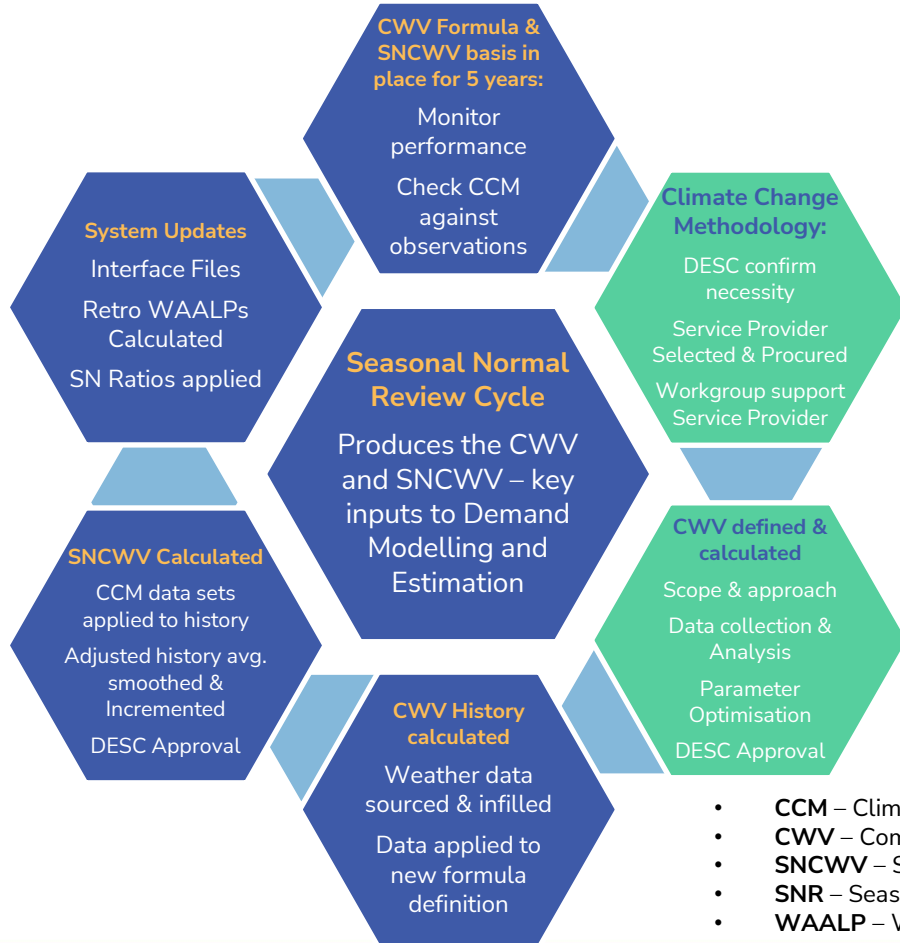 CWV Formula &
SNCWV basis in
place for 5 years:
Monitor
performance
Check CCM
against
observations
Climate Change
Methodology:
DESC confirm
necessity
Service Provider
Selected & Procured
Workgroup support
Service Provider
CWV defined &
calculated
Scope & approach
Data collection &
Analysis
Parameter
Optimisation
DESC Approval
CWV History
calculated
Weather data
sourced & infilled
Data applied to
new formula
definition
SNCWV Calculated
CCM data sets
applied to history
Adjusted history avg.
smoothed &
Incremented
DESC Approval
System Updates
Interface Files
Retro WAALPs
Calculated
SN Ratios applied
Seasonal Normal
Review Cycle
Produces the CWV
and SNCWV – key
inputs to Demand
Modelling and
Estimation
• CCM – Clim
• CWV – Con
• SNCWV – S
• SNR – Seas
• WAALP –